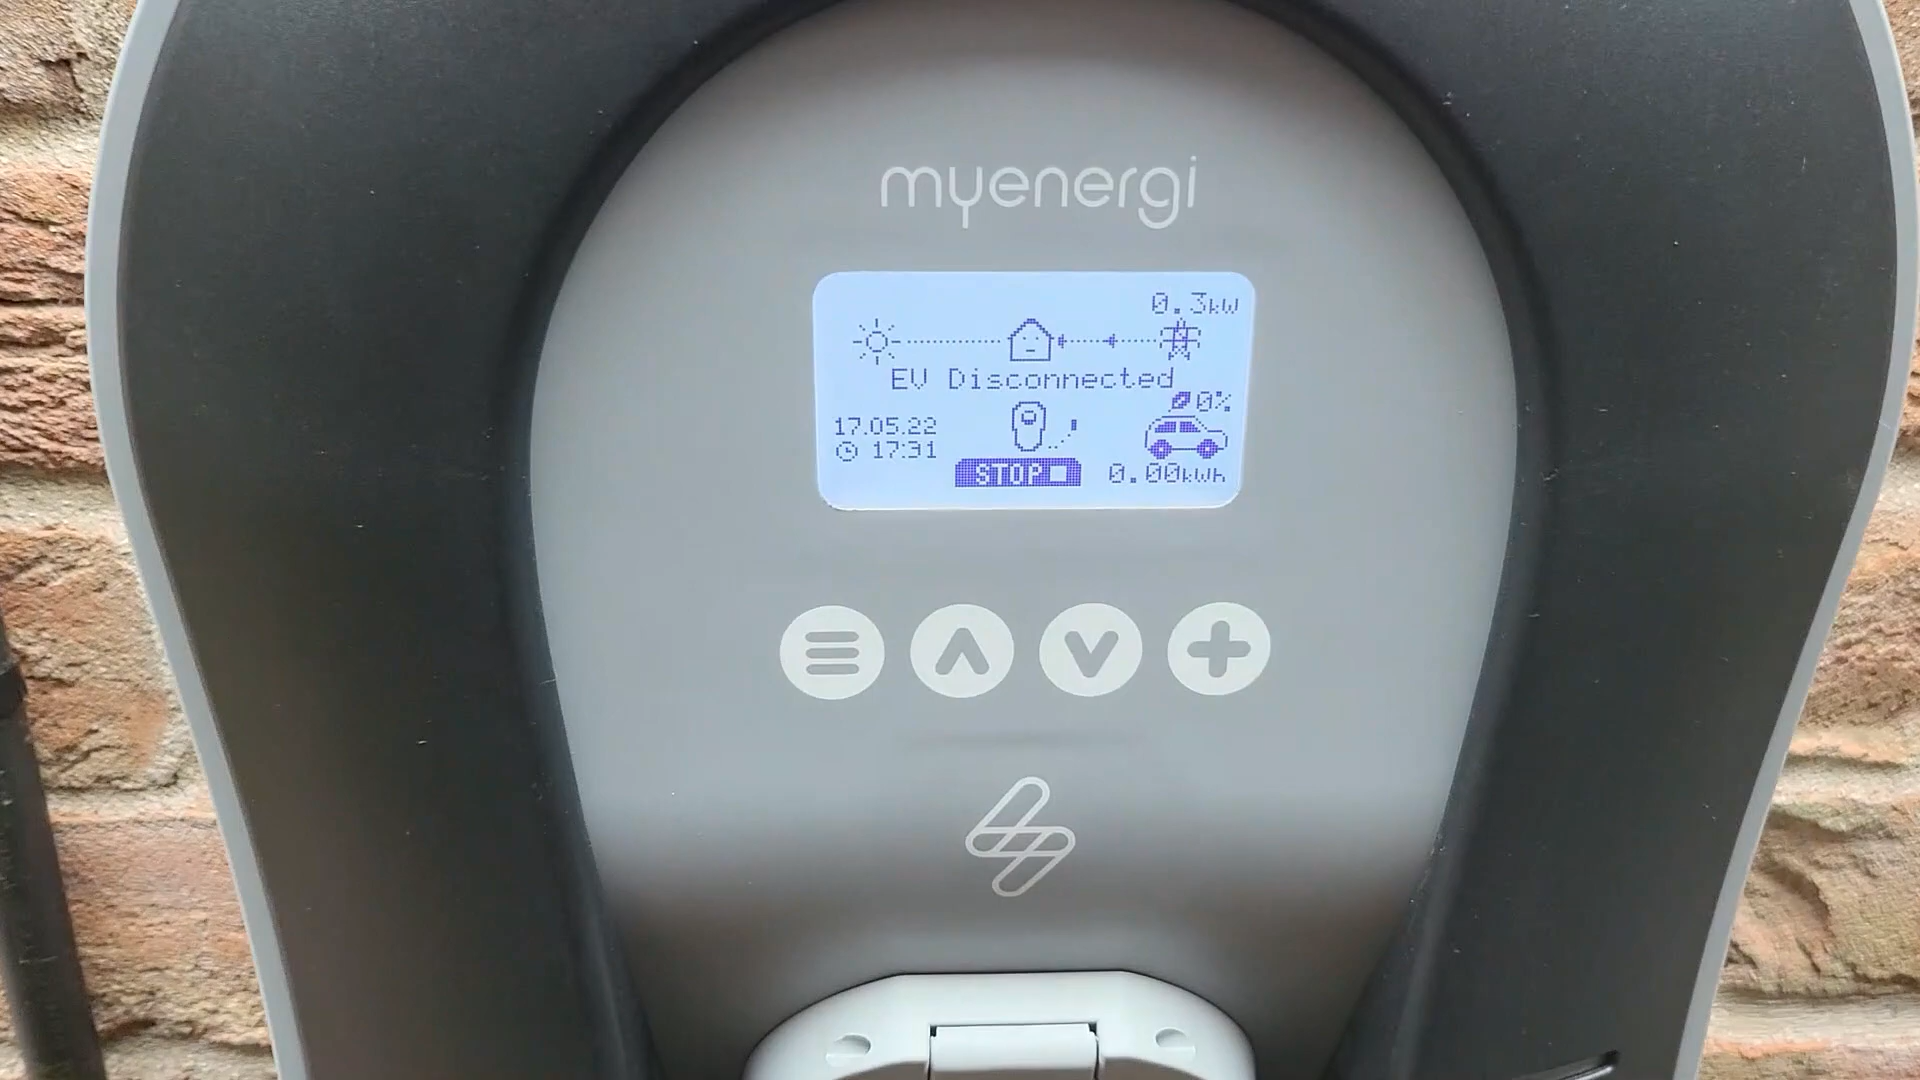 myenergi
0.3kW
EV Disconnected
0%
17.05.22
17:31
STOP
0.00kWh